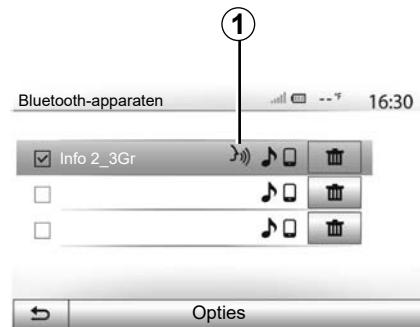 1
Bluetooth-apparaten -- °F 16:30
Info 2_3Gr
Opties